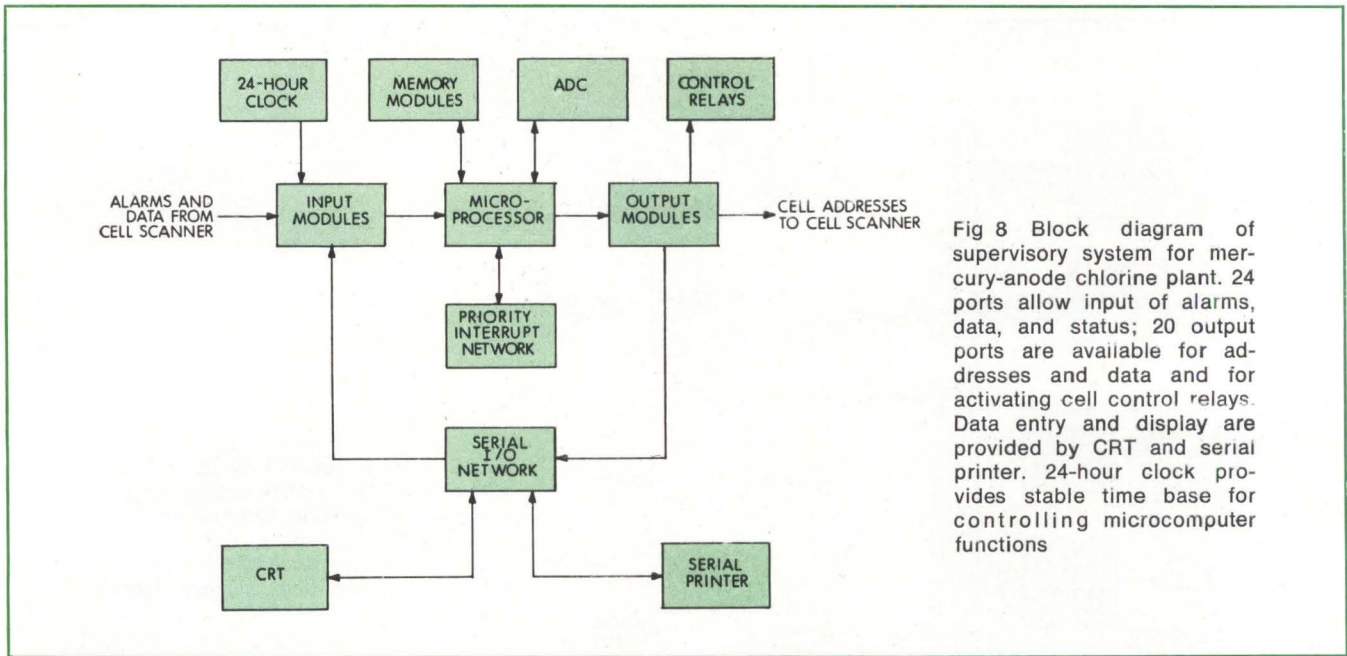 24-HOUR
CLOCK
MEMORY
MODULES
ADC
CONTROL
RELAYS
ALARMS AND
DATA FROM
CELL SCANNER
INPUT
MODULES
MICRO-
PROCESSOR
OUTPUT
MODULES
CELL ADDRESSES
TO CELL SCANNER
PRIORITY
INTERRUPT
NETWORK
SERIAL
I/O
NETWORK
CRT
SERIAL
PRINTER
Fig 8 Block diagram of
supervisory system for mer-
cury-anode chlorine plant. 24
ports allow input of alarms,
data, and status; 20 output
ports are available for ad-
dresses and data and for
activating cell control relays.
Data entry and display are
provided by CRT and serial
printer. 24-hour clock pro-
vides stable time base for
controlling microcomputer
functions